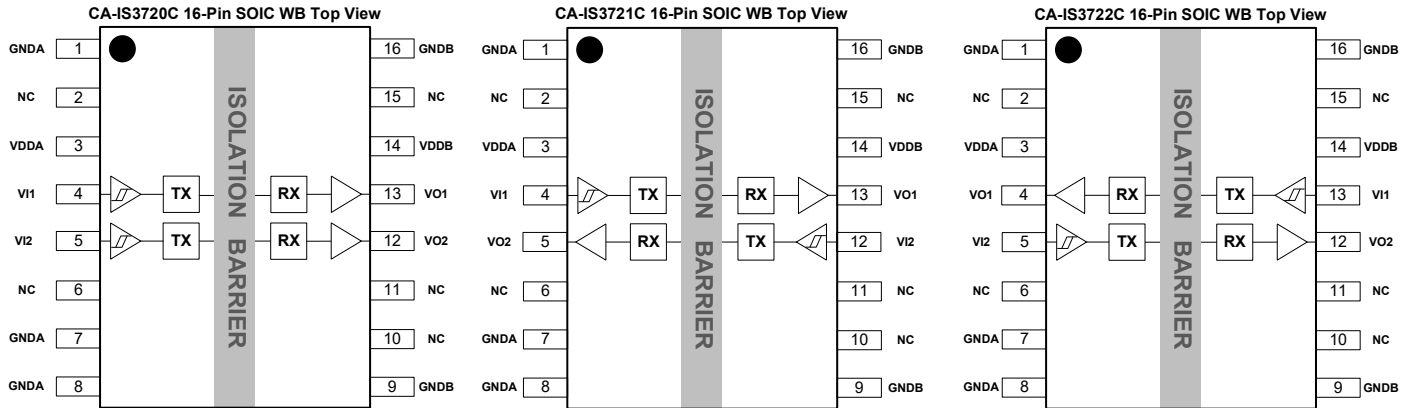 CA-IS3720C 16-Pin SOIC WB Top View
GNDA 1 16 GNDB
NC 2 15 NC
VDDA 3 14 VDDB
VI1 4 TX RX 13 VO1
VI2 5 TX RX 12 VO2
NC 6 11 NC
GNDA 7 10 NC
GNDA 8 9 GNDB
ISOLATION BARRIER
CA-IS3721C 16-Pin SOIC WB Top View
GNDA 1 16 GNDB
NC 2 15 NC
VDDA 3 14 VDDB
VI1 4 TX RX 13 VO1
VO2 5 RX TX 12 VI2
NC 6 11 NC
GNDA 7 10 NC
GNDA 8 9 GNDB
ISOLATION BARRIER
CA-IS3722C 16-Pin SOIC WB Top View
GNDA 1 16 GNDB
NC 2 15 NC
VDDA 3 14 VDDB
VO1 4 RX TX 13 VI1
VI2 5 TX RX 12 VO2
NC 6 11 NC
GNDA 7 10 NC
GNDA 8 9 GNDB
ISOLATION BARRIER